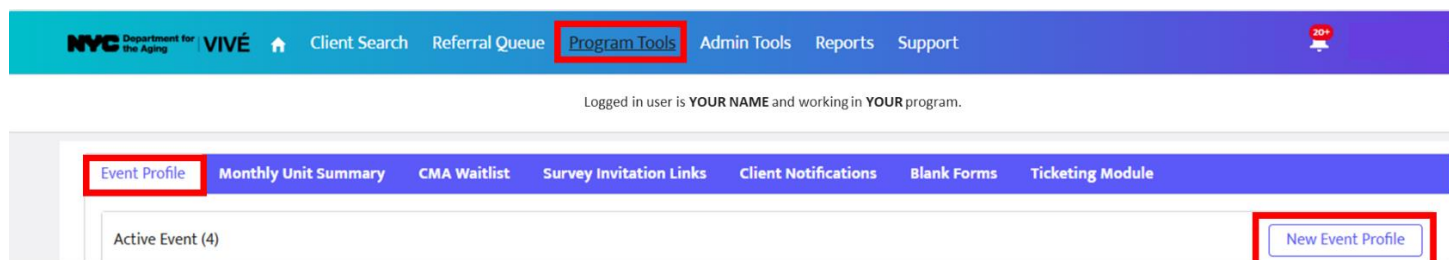 NYC Department for the Aging | VIVÉ Client Search Referral Queue Program Tools Admin Tools Reports Support 20+
Logged in user is YOUR NAME and working in YOUR program.
Event Profile Monthly Unit Summary CMA Waitlist Survey Invitation Links Client Notifications Blank Forms Ticketing Module
Active Event (4) New Event Profile